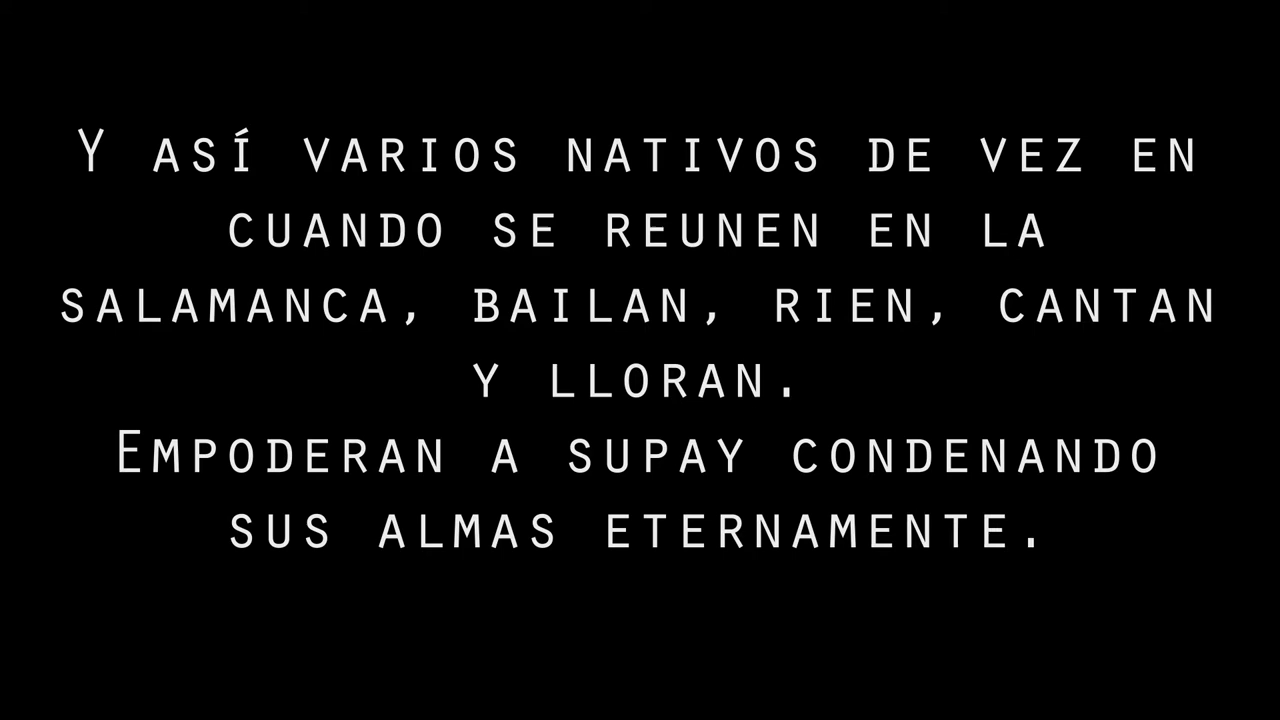 Y así varios nativos de vez en
cuando se reunen en la
salamanca, bailan, rien, cantan
y lloran.
Empoderan a supay condenando
sus almas eternamente.